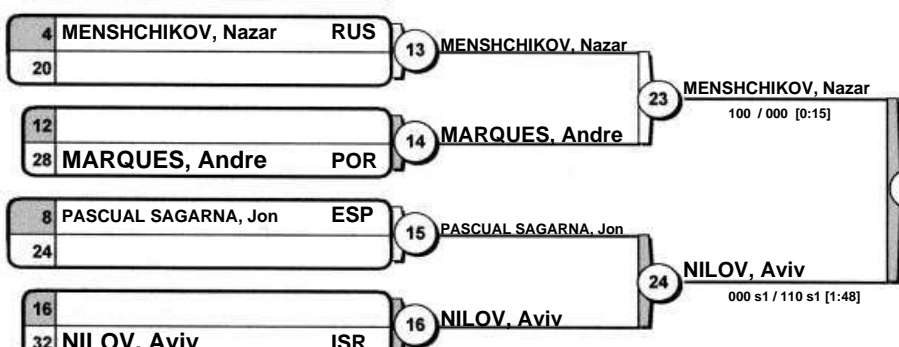 4 MENSHCHIKOV, Nazar RUS
20
13 MENSHCHIKOV, Nazar
23 MENSHCHIKOV, Nazar
100 / 000 [0:15]
12
28 MARQUES, Andre POR
14 MARQUES, Andre
8 PASCUAL SAGARNA, Jon ESP
24
15 PASCUAL SAGARNA, Jon
24 NILOV, Aviv
000 s1 / 110 s1 [1:48]
16
32 NILOV, Aviv ISR
16 NILOV, Aviv